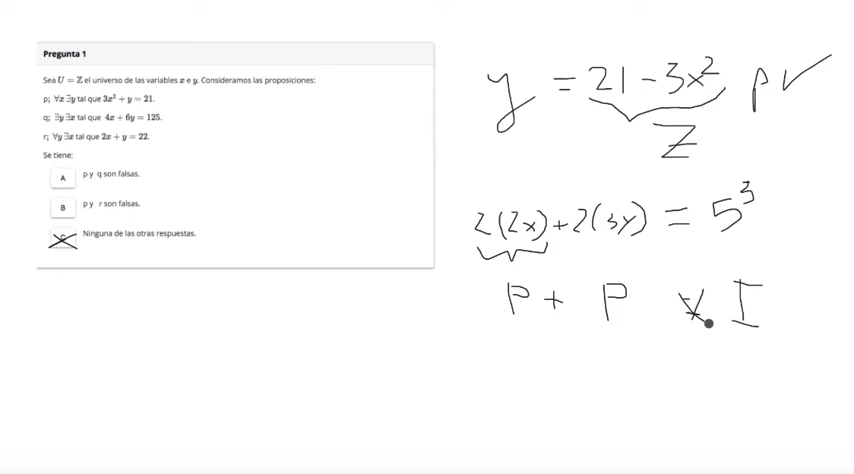 Pregunta 1
Sea U = ℤ el universo de las variables x e y. Consideramos las proposiciones:
p; ∀x ∃y tal que 3x² + y = 21.
q; ∃y ∃x tal que 4x + 6y = 125.
r; ∀y ∃x tal que 2x + y = 22.
Se tiene:
A p y q son falsas.
B p y r son falsas.
Ninguna de las otras respuestas.
y = 21 - 3x² p ✓
Z
2(2x) + 2(3y) = 5³
P + P I